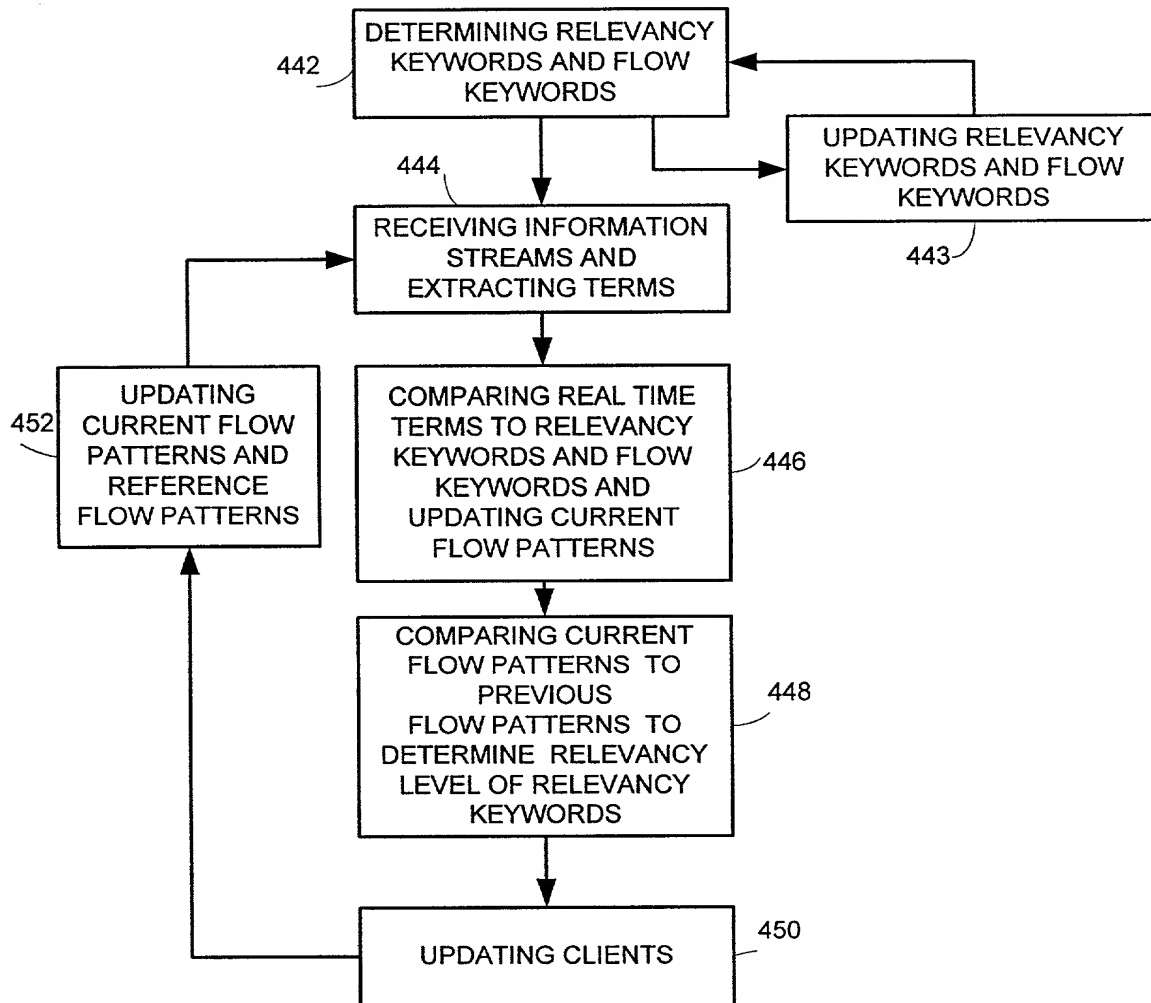 DETERMINING RELEVANCY
KEYWORDS AND FLOW
KEYWORDS
442
UPDATING RELEVANCY
KEYWORDS AND FLOW
KEYWORDS
443
444
RECEIVING INFORMATION
STREAMS AND
EXTRACTING TERMS
452
UPDATING
CURRENT FLOW
PATTERNS AND
REFERENCE
FLOW PATTERNS
COMPARING REAL TIME
TERMS TO RELEVANCY
KEYWORDS AND FLOW
KEYWORDS AND
UPDATING CURRENT
FLOW PATTERNS
446
COMPARING CURRENT
FLOW PATTERNS TO
PREVIOUS
FLOW PATTERNS TO
DETERMINE RELEVANCY
LEVEL OF RELEVANCY
KEYWORDS
448
UPDATING CLIENTS
450